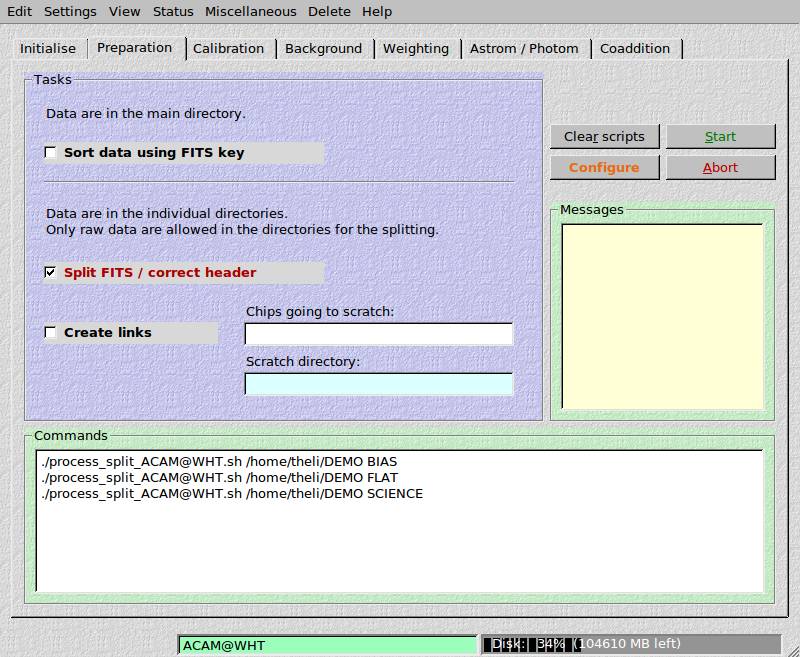 Edit Settings View Status Miscellaneous Delete Help
Initialise Preparation Calibration Background Weighting Astrom / Photom Coaddition
Tasks
Data are in the main directory.
Sort data using FITS key
Data are in the individual directories.
Only raw data are allowed in the directories for the splitting.
Split FITS / correct header
Chips going to scratch:
Create links
Scratch directory:
Clear scripts Start
Configure Abort
Messages
Commands
./process_split_ACAM@WHT.sh /home/theli/DEMO BIAS
./process_split_ACAM@WHT.sh /home/theli/DEMO FLAT
./process_split_ACAM@WHT.sh /home/theli/DEMO SCIENCE
ACAM@WHT Disk: 34% (104610 MB left)